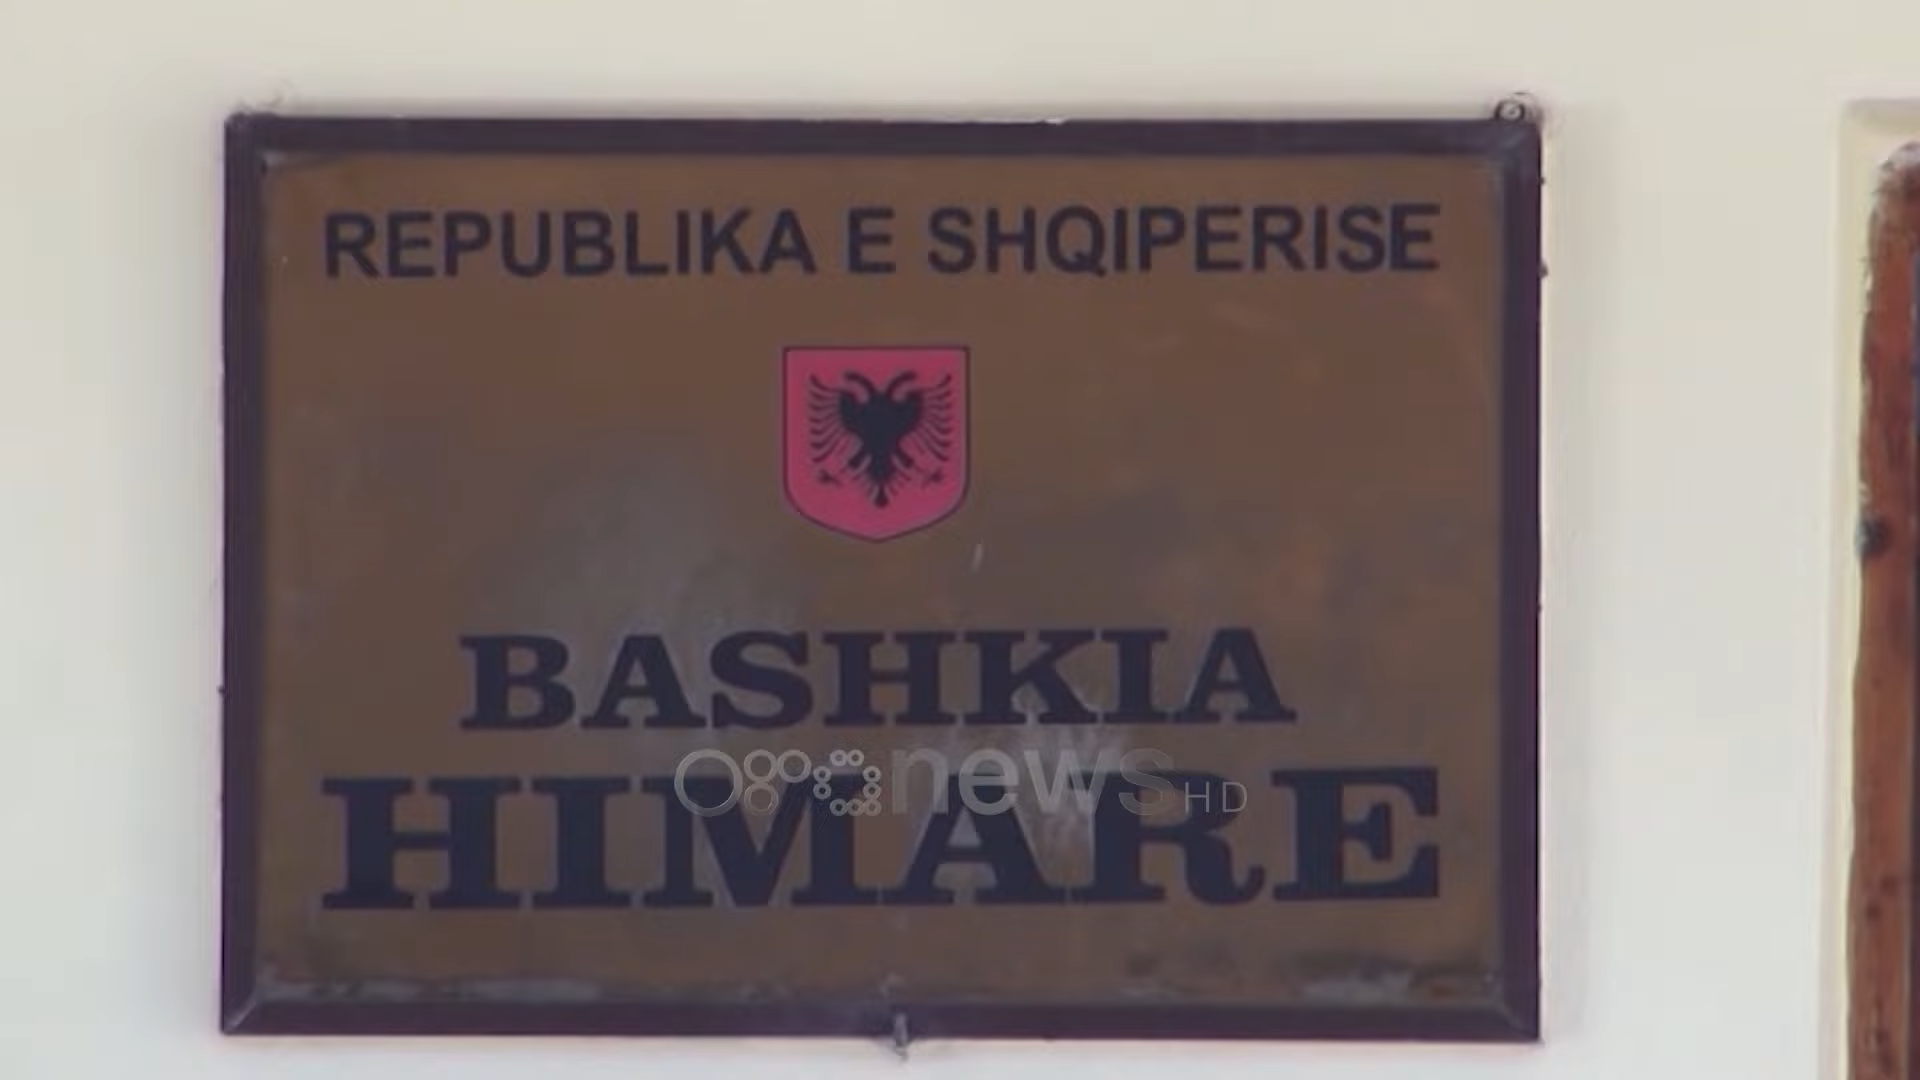 REPUBLIKA E SHQIPERISE
BASHKIA
HIMARE
news HD